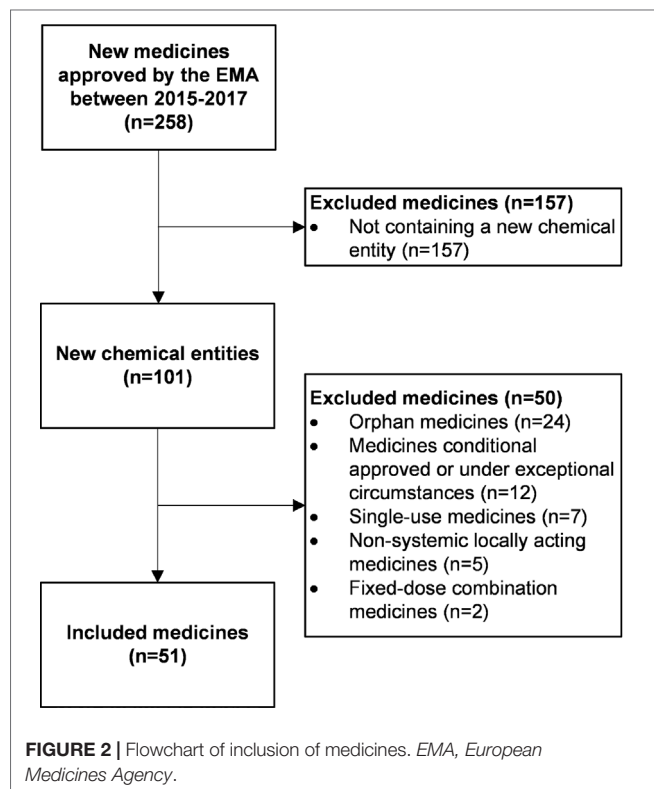 New medicines
approved by the EMA
between 2015-2017
(n=258)
Excluded medicines (n=157)
• Not containing a new chemical
entity (n=157)
New chemical entities
(n=101)
Excluded medicines (n=50)
• Orphan medicines (n=24)
• Medicines conditional
approved or under exceptional
circumstances (n=12)
• Single-use medicines (n=7)
• Non-systemic locally acting
medicines (n=5)
• Fixed-dose combination
medicines (n=2)
Included medicines
(n=51)
FIGURE 2 | Flowchart of inclusion of medicines. EMA, European
Medicines Agency.